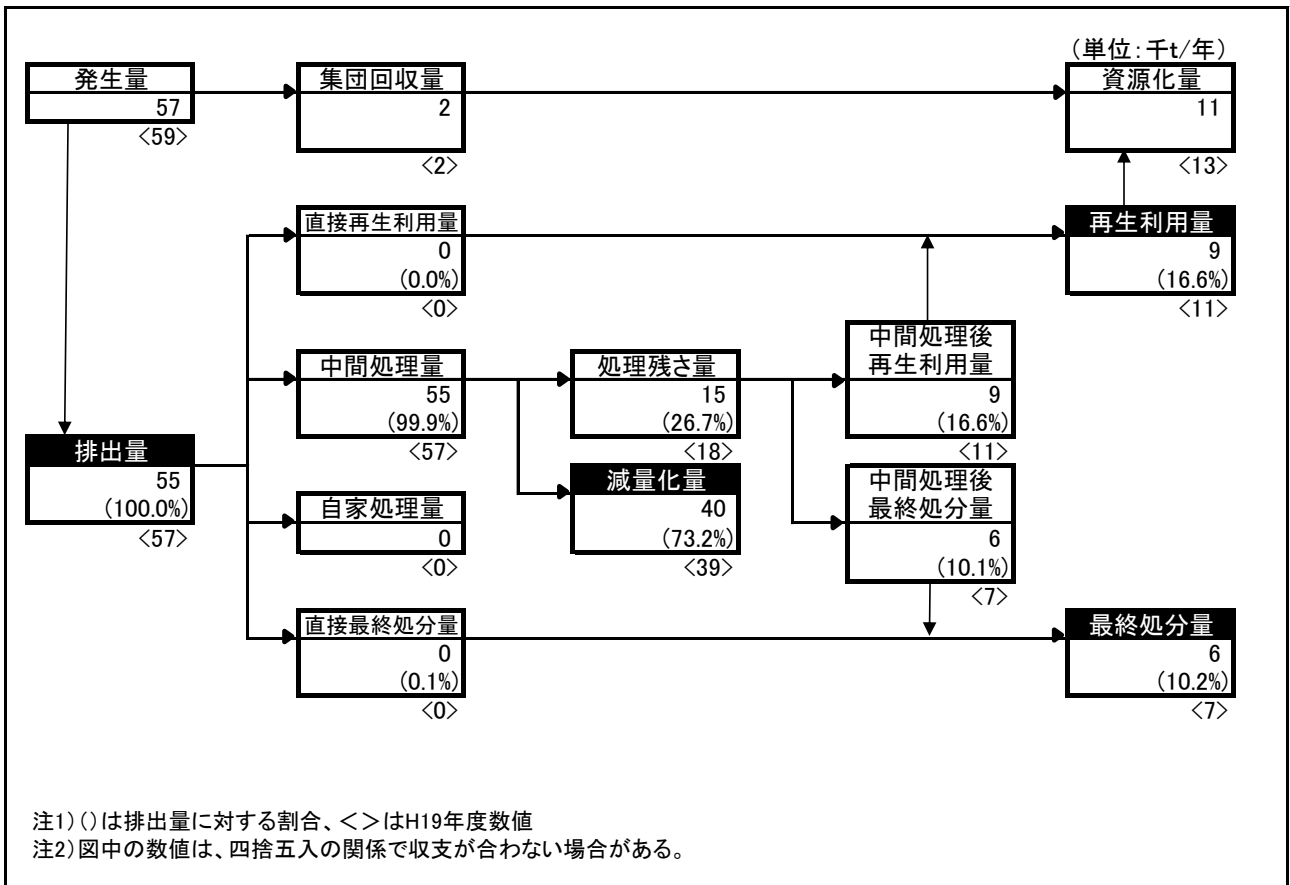 (単位:千t/年)
発生量
57
<59>
集団回収量
2
<2>
資源化量
11
<13>
直接再生利用量
0
(0.0%)
<0>
再生利用量
9
(16.6%)
<11>
中間処理量
55
(99.9%)
<57>
処理残さ量
15
(26.7%)
<18>
中間処理後
再生利用量
9
(16.6%)
<11>
排出量
55
(100.0%)
<57>
減量化量
40
(73.2%)
<39>
中間処理後
最終処分量
6
(10.1%)
<7>
自家処理量
0
<0>
直接最終処分量
0
(0.1%)
<0>
最終処分量
6
(10.2%)
<7>
注1)()は排出量に対する割合、<>はH19年度数値
注2)図中の数値は、四捨五入の関係で収支が合わない場合がある。